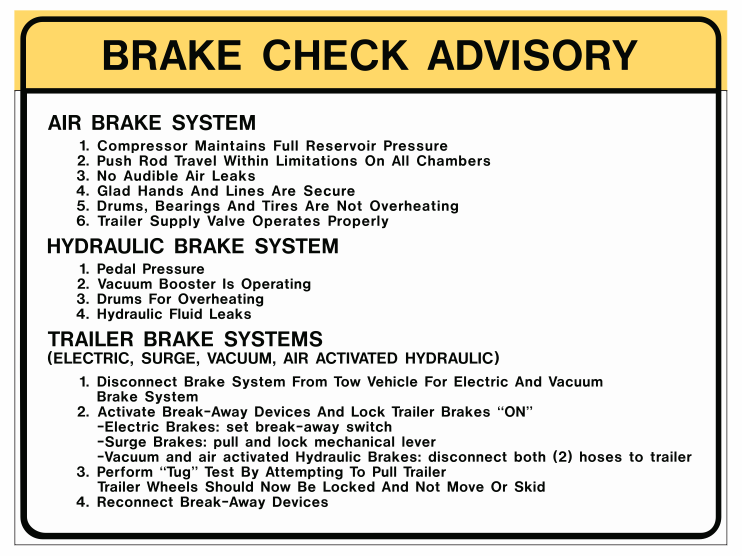 BRAKE CHECK ADVISORY
AIR BRAKE SYSTEM
1. Compressor Maintains Full Reservoir Pressure
2. Push Rod Travel Within Limitations On All Chambers
3. No Audible Air Leaks
4. Glad Hands And Lines Are Secure
5. Drums, Bearings And Tires Are Not Overheating
6. Trailer Supply Valve Operates Properly
HYDRAULIC BRAKE SYSTEM
1. Pedal Pressure
2. Vacuum Booster Is Operating
3. Drums For Overheating
4. Hydraulic Fluid Leaks
TRAILER BRAKE SYSTEMS
(ELECTRIC, SURGE, VACUUM, AIR ACTIVATED HYDRAULIC)
1. Disconnect Brake System From Tow Vehicle For Electric And Vacuum
Brake System
2. Activate Break-Away Devices And Lock Trailer Brakes “ON”
-Electric Brakes: set break-away switch
-Surge Brakes: pull and lock mechanical lever
-Vacuum and air activated Hydraulic Brakes: disconnect both (2) hoses to trailer
3. Perform “Tug” Test By Attempting To Pull Trailer
Trailer Wheels Should Now Be Locked And Not Move Or Skid
4. Reconnect Break-Away Devices